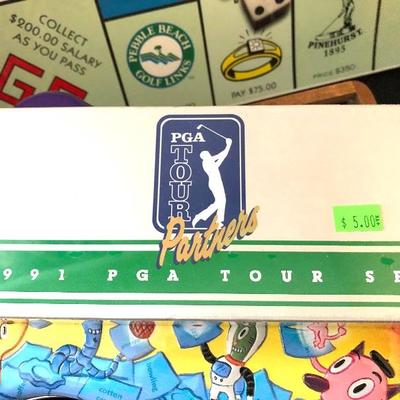 COLLECT
$200.00 SALARY
AS YOU PASS
PEBBLE BEACH
GOLF LINKS
PAY $75.00
PINEHURST
1895
PRICE $350
PGA
TOUR
Partners
$ 5.00
991 PGA TOUR SE
cotton